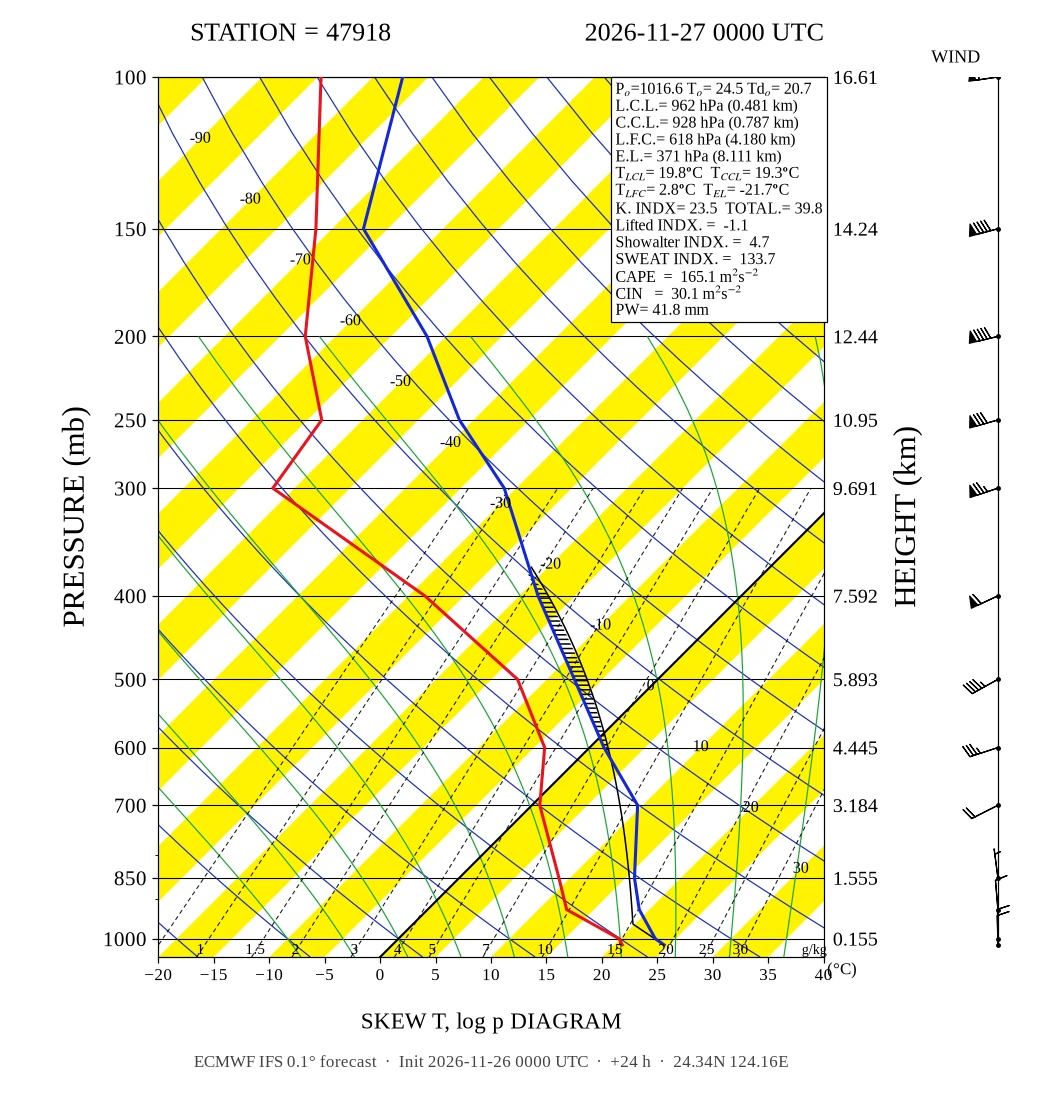 STATION = 47918
2026-11-27 0000 UTC
WIND
P_o=1016.6 T_o= 24.5 Td_o= 20.7
L.C.L.= 962 hPa (0.481 km)
C.C.L.= 928 hPa (0.787 km)
L.F.C.= 618 hPa (4.180 km)
E.L.= 371 hPa (8.111 km)
T_LCL= 19.8°C T_CCL= 19.3°C
T_LFC= 2.8°C T_EL= -21.7°C
K. INDX= 23.5 TOTAL.= 39.8
Lifted INDX. = -1.1
Showalter INDX. = 4.7
SWEAT INDX. = 133.7
CAPE = 165.1 m²s⁻²
CIN = 30.1 m²s⁻²
PW= 41.8 mm
PRESSURE (mb)
100
150
200
250
300
400
500
600
700
850
1000
HEIGHT (km)
16.61
14.24
12.44
10.95
9.691
7.592
5.893
4.445
3.184
1.555
0.155
-90
-80
-70
-60
-50
-40
-30
-20
-10
0
10
20
30
1 1.5 2 3 4 5 7 10 15 20 25 30 g/kg
−20 −15 −10 −5 0 5 10 15 20 25 30 35 40 (°C)
SKEW T, log p DIAGRAM
ECMWF IFS 0.1° forecast · Init 2026-11-26 0000 UTC · +24 h · 24.34N 124.16E